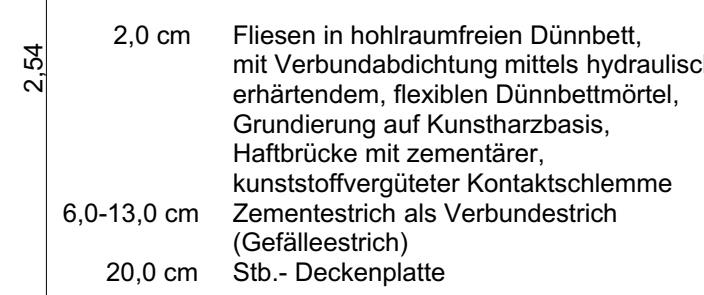 2,54
2,0 cm Fliesen in hohlraumfreien Dünnbett,
mit Verbundabdichtung mittels hydraulisch
erhärtendem, flexiblen Dünnbettmörtel,
Grundierung auf Kunstharzbasis,
Haftbrücke mit zementärer,
kunststoffvergüteter Kontaktschlemme
6,0-13,0 cm Zementestrich als Verbundestrich
(Gefälleestrich)
20,0 cm Stb.- Deckenplatte